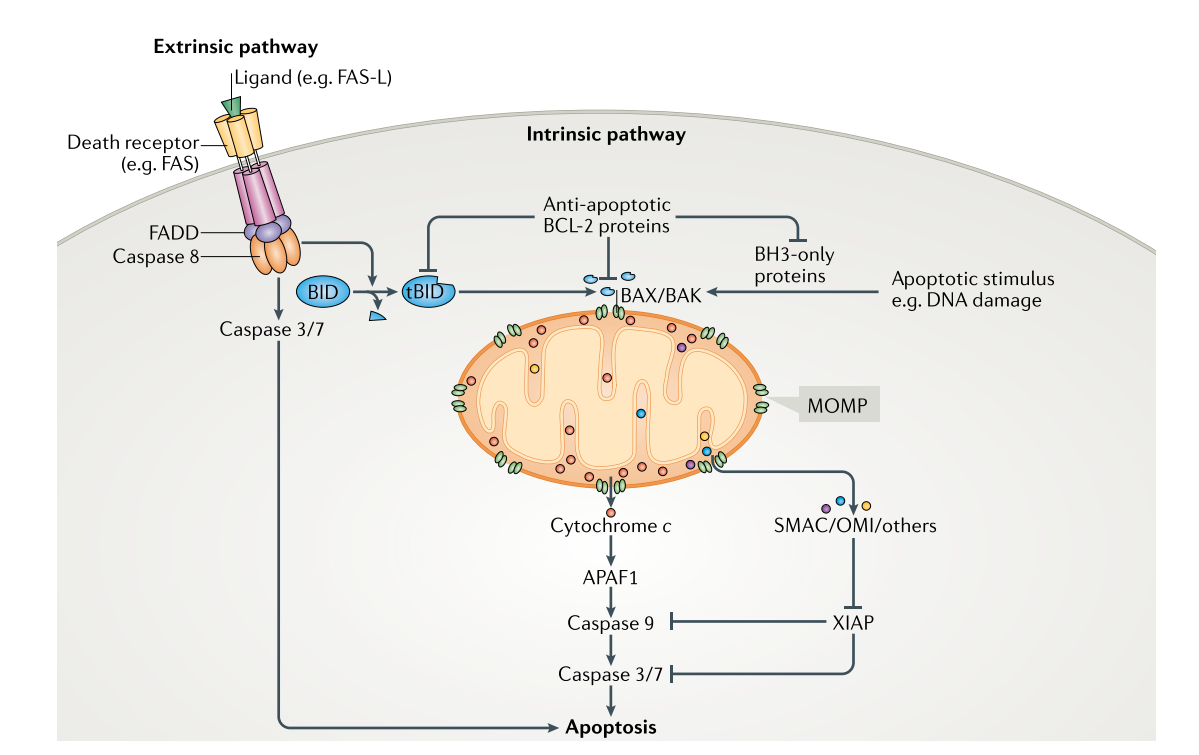 Extrinsic pathway
Ligand (e.g. FAS-L)
Death receptor
(e.g. FAS)
FADD
Caspase 8
Caspase 3/7
BID
tBID
Intrinsic pathway
Anti-apoptotic
BCL-2 proteins
BH3-only
proteins
BAX/BAK
Apoptotic stimulus
e.g. DNA damage
MOMP
Cytochrome c
APAF1
Caspase 9
Caspase 3/7
SMAC/OMI/others
XIAP
Apoptosis